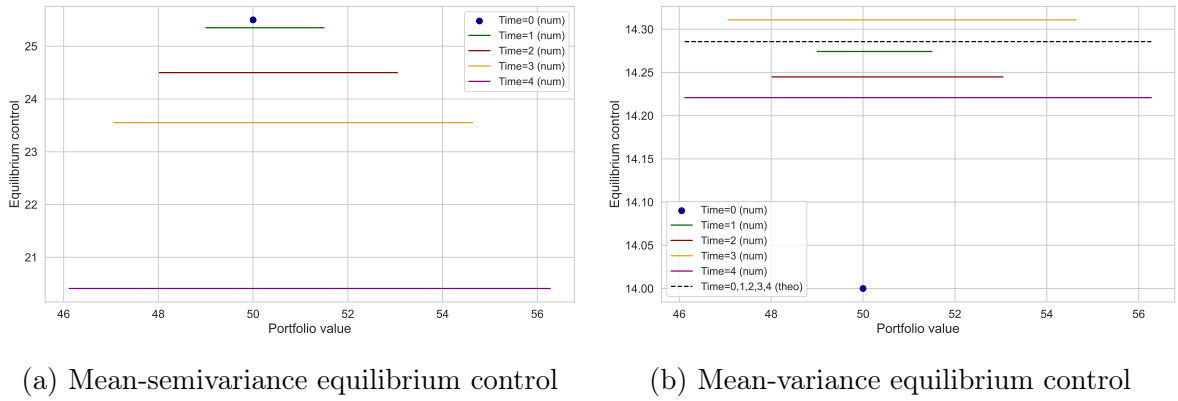 25
24
23
22
21
46
48
50
52
54
56
Equilibrium control
Portfolio value
Time=0 (num)
Time=1 (num)
Time=2 (num)
Time=3 (num)
Time=4 (num)
(a) Mean-semivariance equilibrium control
14.30
14.25
14.20
14.15
14.10
14.05
14.00
46
48
50
52
54
56
Equilibrium control
Portfolio value
Time=0 (num)
Time=1 (num)
Time=2 (num)
Time=3 (num)
Time=4 (num)
Time=0,1,2,3,4 (theo)
(b) Mean-variance equilibrium control